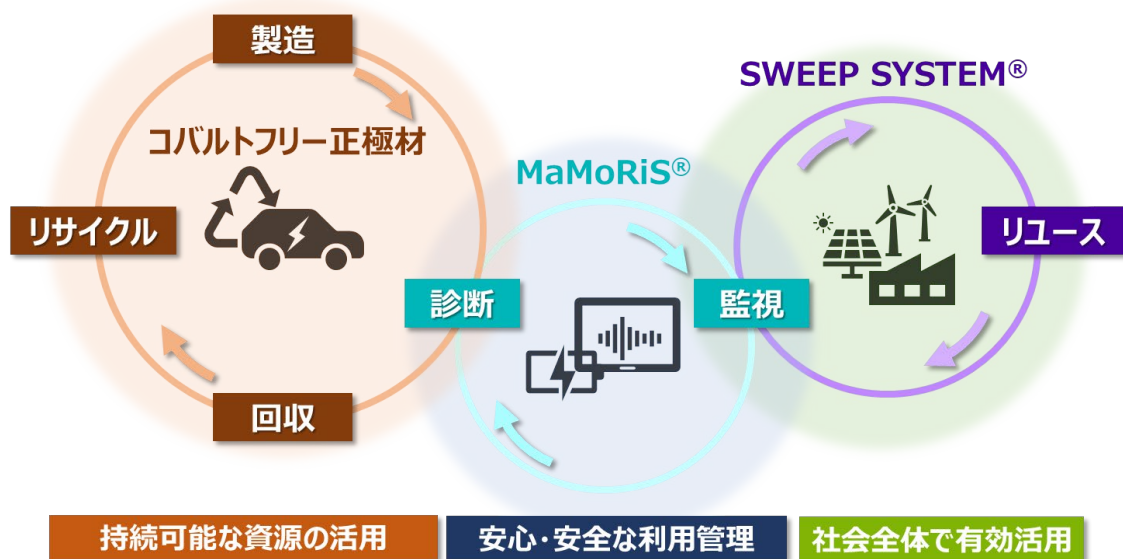 製造
コバルトフリー正極材
リサイクル
回収
MaMoRiS®
診断
監視
SWEEP SYSTEM®
リユース
持続可能な資源の活用
安心・安全な利用管理
社会全体で有効活用